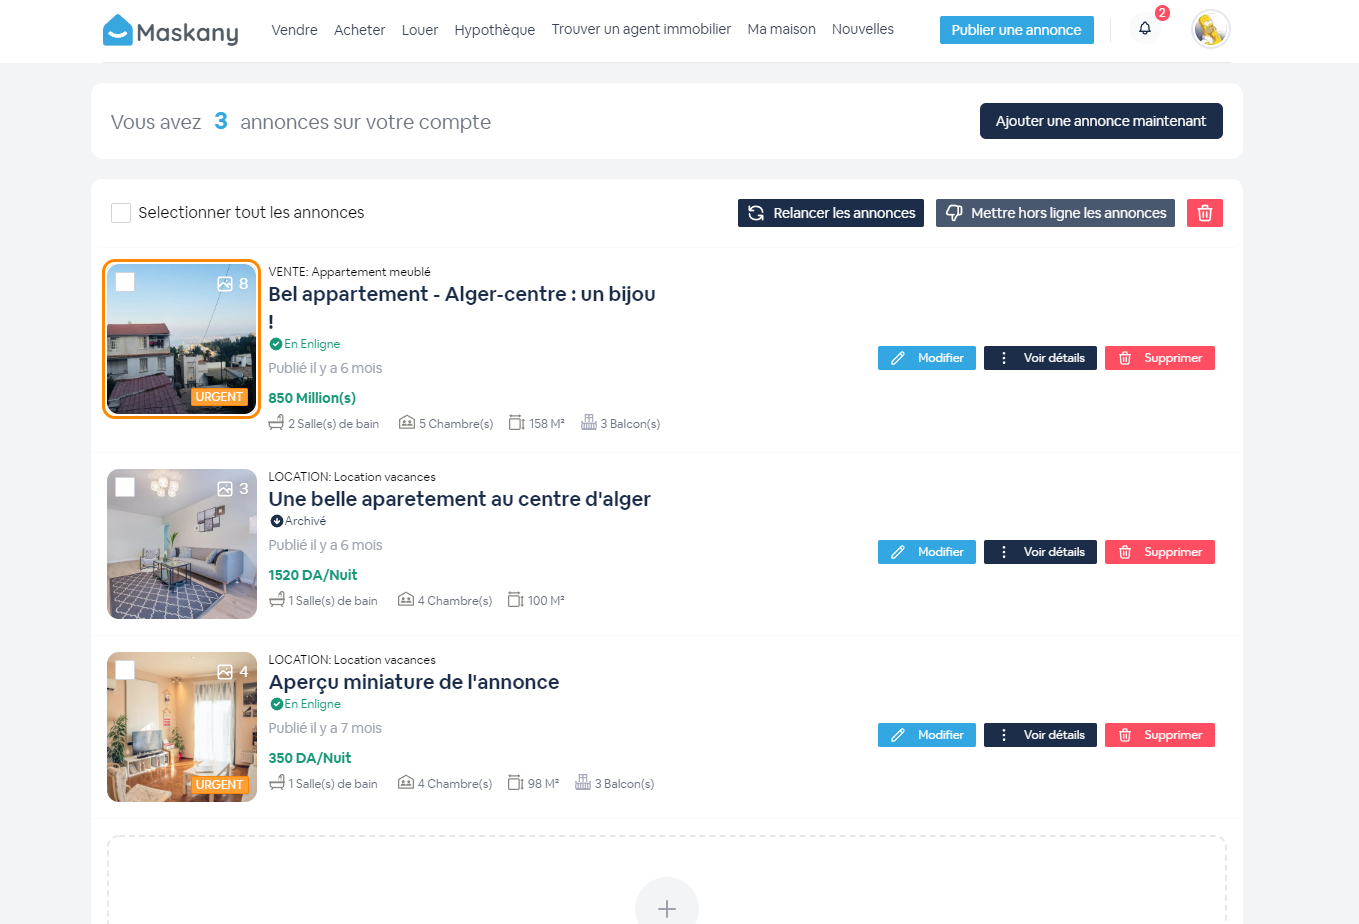 Maskany
Vendre
Acheter
Louer
Hypothèque
Trouver un agent immobilier
Ma maison
Nouvelles
Publier une annonce
2
Vous avez 3 annonces sur votre compte
Ajouter une annonce maintenant
Selectionner tout les annonces
Relancer les annonces
Mettre hors ligne les annonces
8
URGENT
VENTE: Appartement meublé
Bel appartement - Alger-centre : un bijou
!
En Enligne
Publié il y a 6 mois
850 Million(s)
2 Salle(s) de bain
5 Chambre(s)
158 M²
3 Balcon(s)
Modifier
Voir détails
Supprimer
3
LOCATION: Location vacances
Une belle aparetement au centre d'alger
Archivé
Publié il y a 6 mois
1520 DA/Nuit
1 Salle(s) de bain
4 Chambre(s)
100 M²
Modifier
Voir détails
Supprimer
4
URGENT
LOCATION: Location vacances
Aperçu miniature de l'annonce
En Enligne
Publié il y a 7 mois
350 DA/Nuit
1 Salle(s) de bain
4 Chambre(s)
98 M²
3 Balcon(s)
Modifier
Voir détails
Supprimer